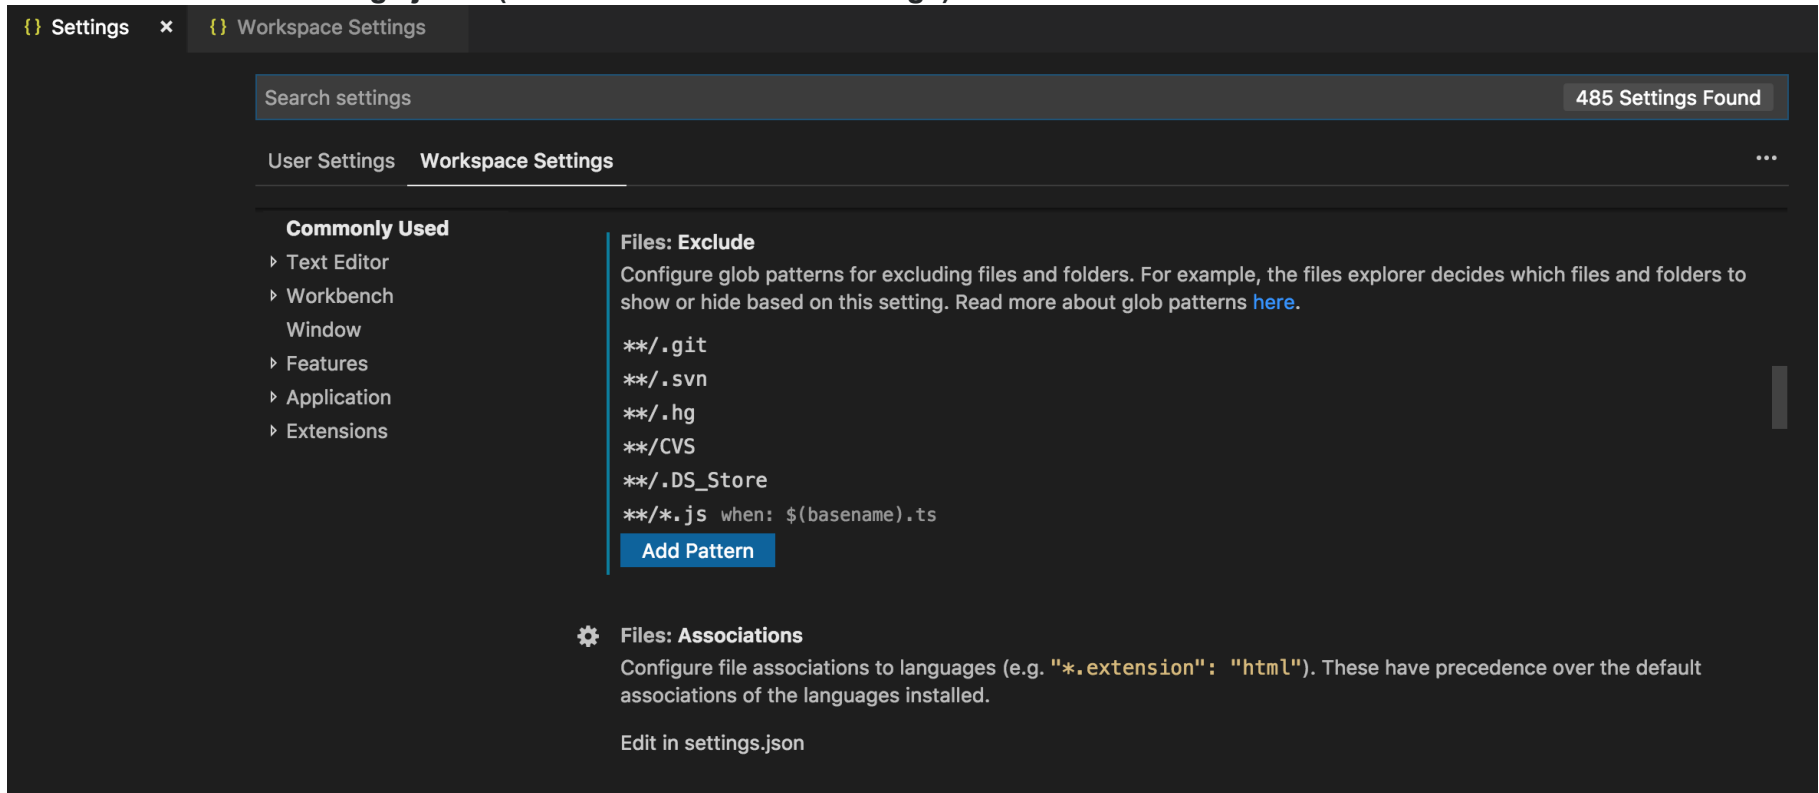 {} Settings × {} Workspace Settings
Search settings 485 Settings Found
User Settings Workspace Settings ...
Commonly Used
Text Editor
Workbench
Window
Features
Application
Extensions
Files: Exclude
Configure glob patterns for excluding files and folders. For example, the files explorer decides which files and folders to
show or hide based on this setting. Read more about glob patterns here.
**/.git
**/.svn
**/.hg
**/CVS
**/.DS_Store
**/*.js when: $(basename).ts
Add Pattern
Files: Associations
Configure file associations to languages (e.g. "*.extension": "html"). These have precedence over the default
associations of the languages installed.
Edit in settings.json